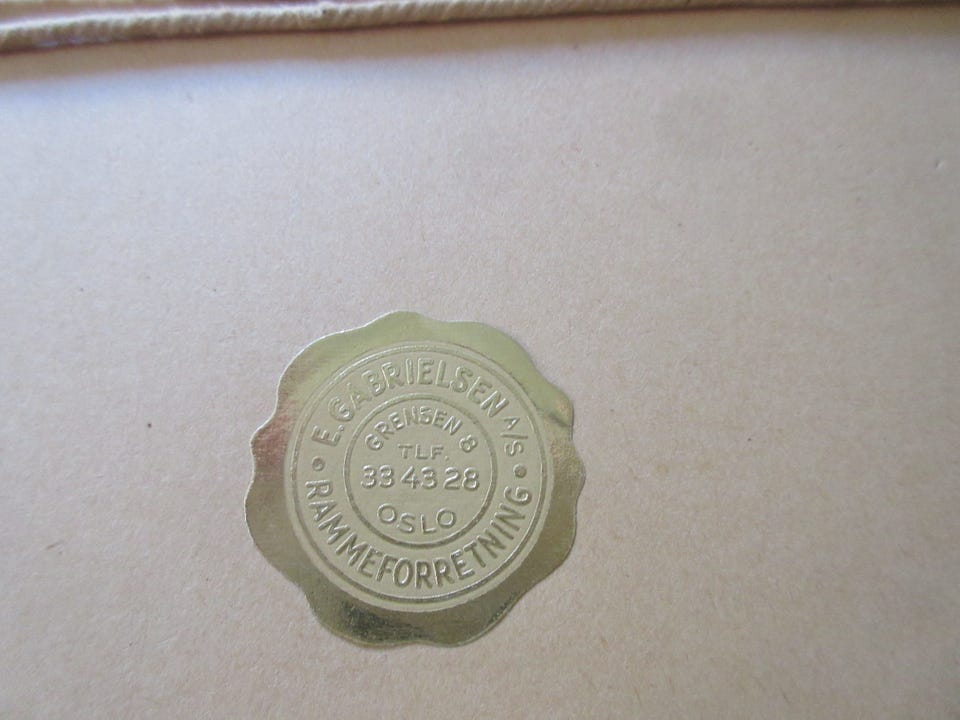 E. GABRIELSEN A/S
GRENSEN 8
TLF.
33 43 28
OSLO
RAMMEFORRETNING